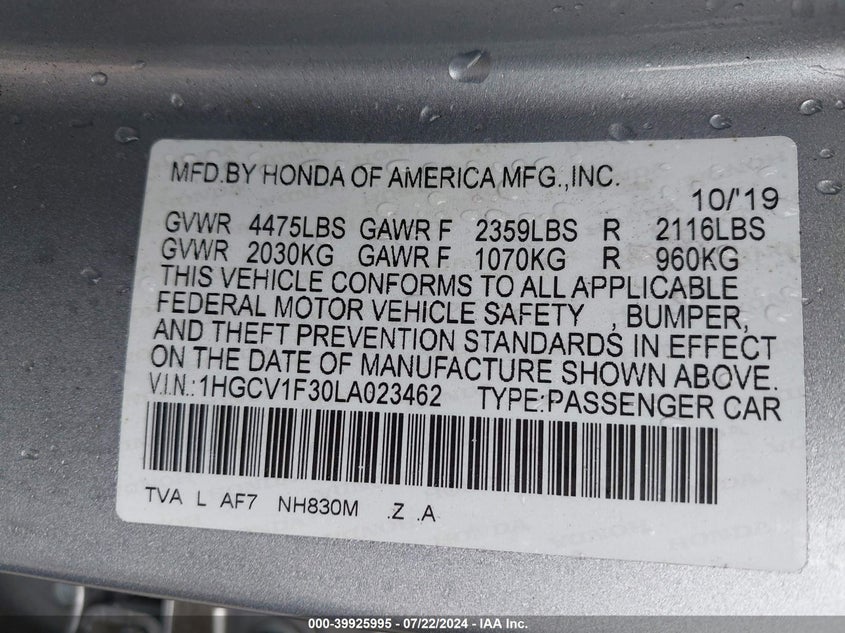 MFD.BY HONDA OF AMERICA MFG.,INC.
10/'19
GVWR 4475LBS GAWR F 2359LBS R 2116LBS
GVWR 2030KG GAWR F 1070KG R 960KG
THIS VEHICLE CONFORMS TO ALL APPLICABLE
FEDERAL MOTOR VEHICLE SAFETY , BUMPER,
AND THEFT PREVENTION STANDARDS IN EFFECT
ON THE DATE OF MANUFACTURE SHOWN ABOVE.
V.I.N.:1HGCV1F30LA023462 TYPE:PASSENGER CAR
TVA L AF7 NH830M .Z .A
000-39925995 / 07/22/2024 / IAA Inc.